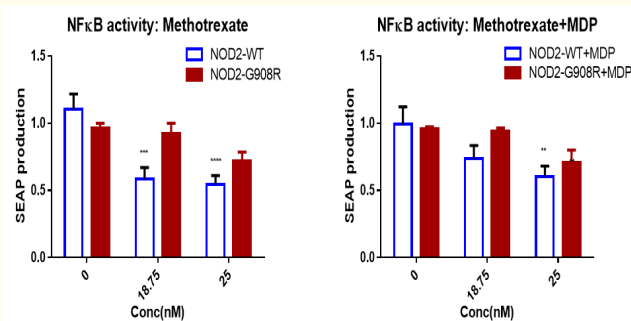 NFκB activity: Methotrexate
NOD2-WT
NOD2-G908R
SEAP production
1.5
1.0
0.5
0.0
***
****
0
18.75
25
Conc(nM)
NFκB activity: Methotrexate+MDP
NOD2-WT+MDP
NOD2-G908R+MDP
SEAP production
1.5
1.0
0.5
0.0
**
0
18.75
25
Conc(nM)